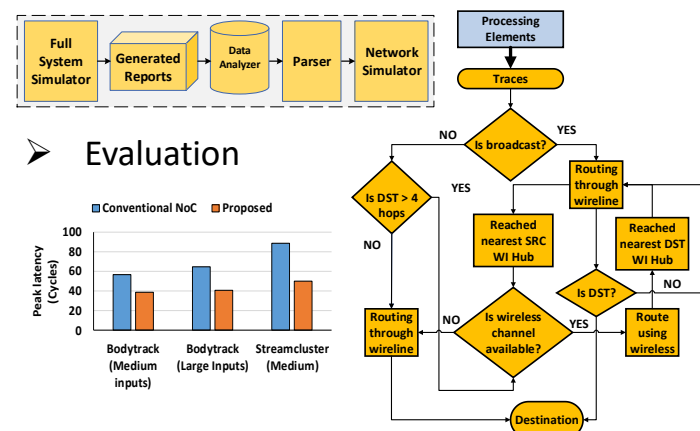 Full
System
Simulator
Generated
Reports
Data
Analyzer
Parser
Network
Simulator
➢ Evaluation
Conventional NoC
Proposed
Peak latency
(Cycles)
100
80
60
40
20
0
Bodytrack
(Medium
inputs)
Bodytrack
(Large Inputs)
Streamcluster
(Medium)
Processing
Elements
Traces
Is broadcast?
NO
YES
Is DST > 4
hops
YES
NO
Routing
through
wireline
Reached
nearest SRC
WI Hub
Reached
nearest DST
WI Hub
Is DST?
NO
Routing
through
wireline
NO
Is wireless
channel
available?
YES
Route
using
wireless
Destination